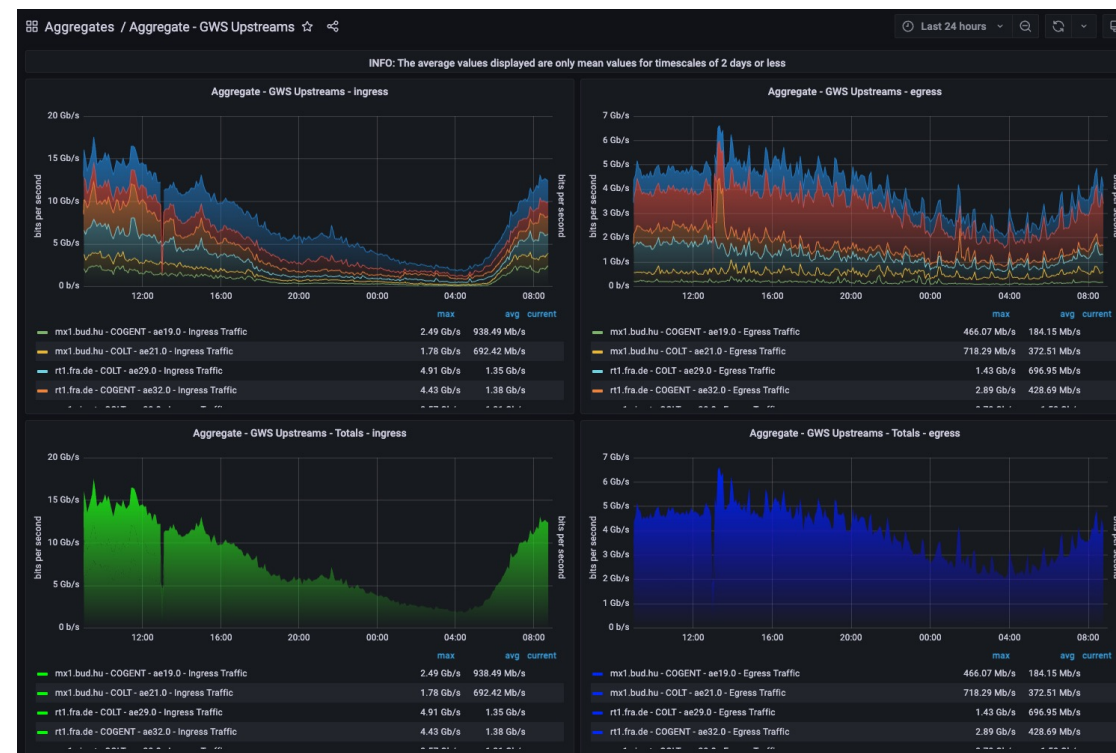 Aggregates / Aggregate - GWS Upstreams
Last 24 hours
INFO: The average values displayed are only mean values for timescales of 2 days or less
Aggregate - GWS Upstreams - ingress
20 Gb/s
15 Gb/s
10 Gb/s
5 Gb/s
0 b/s
bits per second
bits per second
12:00 16:00 20:00 00:00 04:00 08:00
max avg current
mx1.bud.hu - COGENT - ae19.0 - Ingress Traffic 2.49 Gb/s 938.49 Mb/s
mx1.bud.hu - COLT - ae21.0 - Ingress Traffic 1.78 Gb/s 692.42 Mb/s
rt1.fra.de - COLT - ae29.0 - Ingress Traffic 4.91 Gb/s 1.35 Gb/s
rt1.fra.de - COGENT - ae32.0 - Ingress Traffic 4.43 Gb/s 1.38 Gb/s
Aggregate - GWS Upstreams - egress
7 Gb/s
6 Gb/s
5 Gb/s
4 Gb/s
3 Gb/s
2 Gb/s
1 Gb/s
0 b/s
bits per second
12:00 16:00 20:00 00:00 04:00 08:00
max avg current
mx1.bud.hu - COGENT - ae19.0 - Egress Traffic 466.07 Mb/s 184.15 Mb/s
mx1.bud.hu - COLT - ae21.0 - Egress Traffic 718.29 Mb/s 372.51 Mb/s
rt1.fra.de - COLT - ae29.0 - Egress Traffic 1.43 Gb/s 696.95 Mb/s
rt1.fra.de - COGENT - ae32.0 - Egress Traffic 2.89 Gb/s 428.69 Mb/s
Aggregate - GWS Upstreams - Totals - ingress
20 Gb/s
15 Gb/s
10 Gb/s
5 Gb/s
0 b/s
bits per second
bits per second
12:00 16:00 20:00 00:00 04:00 08:00
max avg current
mx1.bud.hu - COGENT - ae19.0 - Ingress Traffic 2.49 Gb/s 938.49 Mb/s
mx1.bud.hu - COLT - ae21.0 - Ingress Traffic 1.78 Gb/s 692.42 Mb/s
rt1.fra.de - COLT - ae29.0 - Ingress Traffic 4.91 Gb/s 1.35 Gb/s
rt1.fra.de - COGENT - ae32.0 - Ingress Traffic 4.43 Gb/s 1.38 Gb/s
Aggregate - GWS Upstreams - Totals - egress
7 Gb/s
6 Gb/s
5 Gb/s
4 Gb/s
3 Gb/s
2 Gb/s
1 Gb/s
0 b/s
bits per second
12:00 16:00 20:00 00:00 04:00 08:00
max avg current
mx1.bud.hu - COGENT - ae19.0 - Egress Traffic 466.07 Mb/s 184.15 Mb/s
mx1.bud.hu - COLT - ae21.0 - Egress Traffic 718.29 Mb/s 372.51 Mb/s
rt1.fra.de - COLT - ae29.0 - Egress Traffic 1.43 Gb/s 696.95 Mb/s
rt1.fra.de - COGENT - ae32.0 - Egress Traffic 2.89 Gb/s 428.69 Mb/s